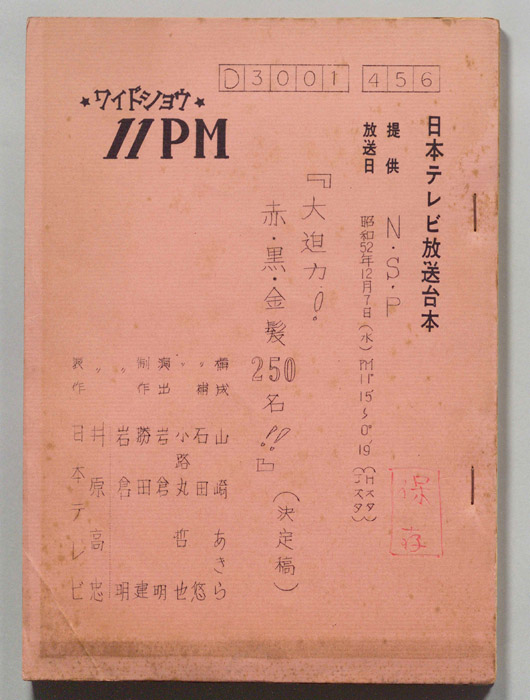 D3001 456
★ワイドショウ★
11PM
日本テレビ放送台本
提供 N・S・P
放送日 昭和52年12月7日(水)PM11°15′〜0°19′(Hスタ Jスタ)
『大迫力!!
赤・黒・金髪250名!!』
(決定稿)
構成 山崎あきら
〃補 石田悠
〃 小路丸哲也
演出 岩倉明
制作 勝田建
〃 岩倉明
〃 井原高忠
製作 日本テレビ
保存